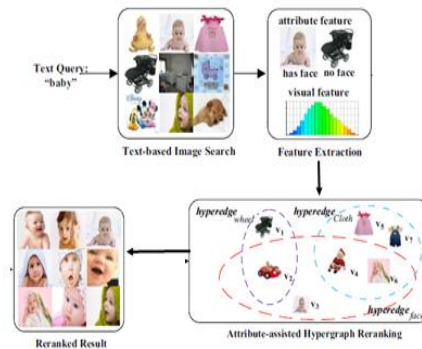 Text Query:
"baby"
Text-based Image Search
attribute feature
has face
no face
visual feature
Feature Extraction
hyperedge wheel
hyperedge Cloth
v1
v2
v3
v4
v5
v6
v7
hyperedge face
Attribute-assisted Hypergraph Reranking
Reranked Result